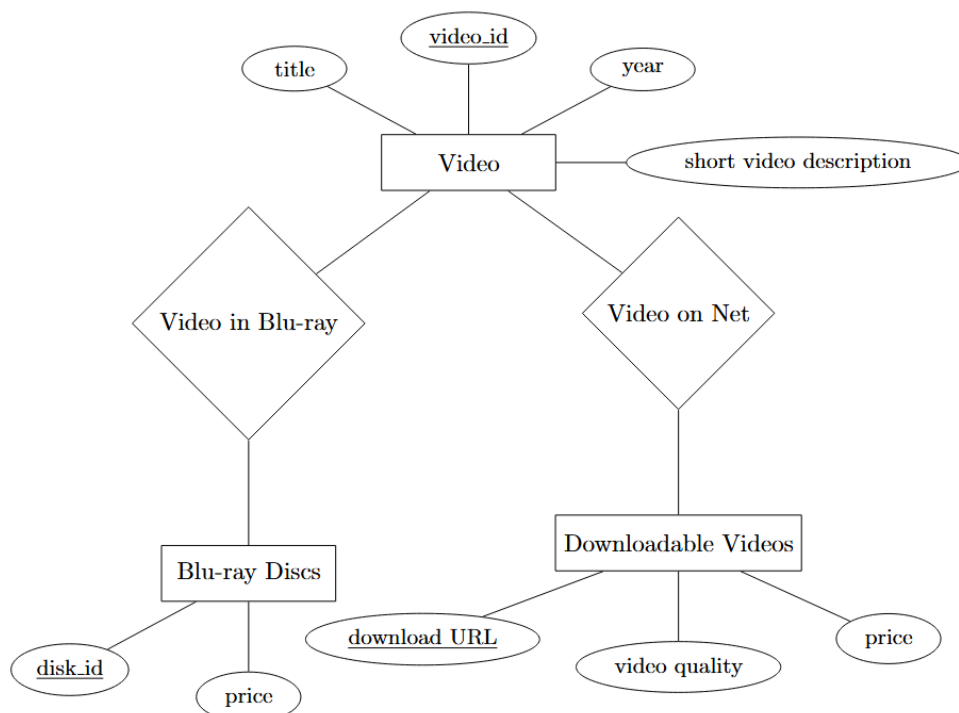 video_id
title
year
Video
short video description
Video in Blu-ray
Video on Net
Downloadable Videos
Blu-ray Discs
download URL
price
disk_id
video quality
price